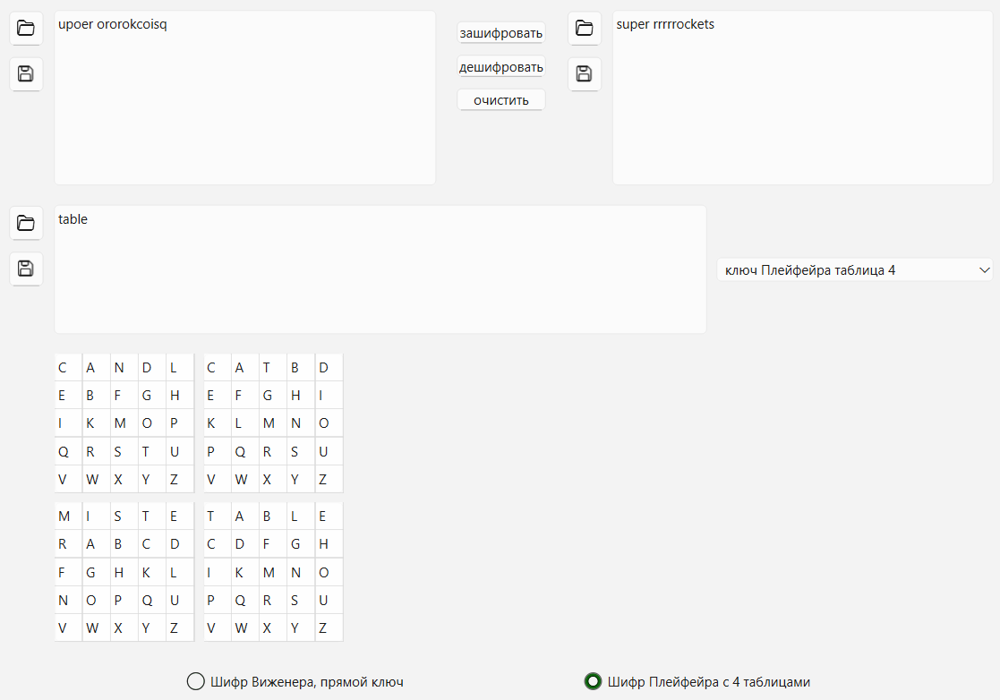 upoer ororokcoisq
зашифровать
дешифровать
очистить
super rrrrrockets
table
ключ Плейфейра таблица 4
C A N D L
E B F G H
I K M O P
Q R S T U
V W X Y Z
C A T B D
E F G H I
K L M N O
P Q R S U
V W X Y Z
M I S T E
R A B C D
F G H K L
N O P Q U
V W X Y Z
T A B L E
C D F G H
I K M N O
P Q R S U
V W X Y Z
Шифр Виженера, прямой ключ
Шифр Плейфейра с 4 таблицами